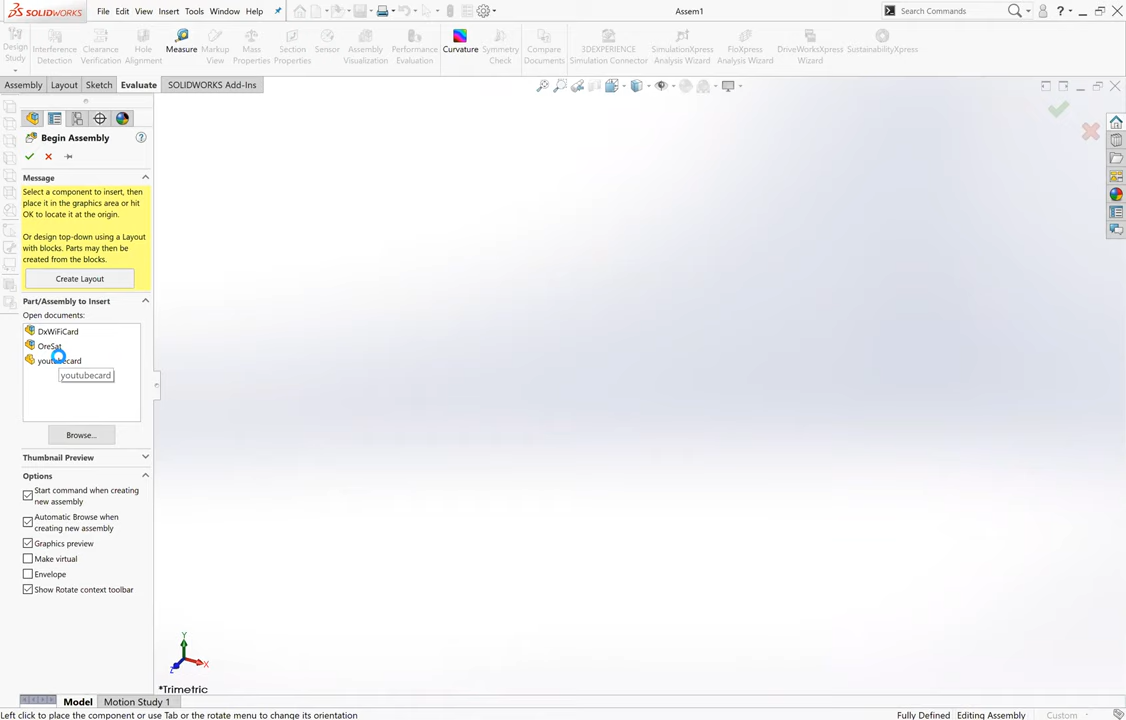 SOLIDWORKS File Edit View Insert Tools Window Help Assem1 Search Commands
Design Study Interference Detection Clearance Verification Hole Alignment Measure Markup View Mass Properties Section Properties Sensor Assembly Visualization Performance Evaluation Curvature Symmetry Check Compare Documents 3DEXPERIENCE Simulation Connector SimulationXpress Analysis Wizard FloXpress Analysis Wizard DriveWorksXpress Wizard SustainabilityXpress
Assembly Layout Sketch Evaluate SOLIDWORKS Add-Ins
Begin Assembly
Message
Select a component to insert, then
place it in the graphics area or hit
OK to locate it at the origin.
Or design top-down using a Layout
with blocks. Parts may then be
created from the blocks.
Create Layout
Part/Assembly to Insert
Open documents:
DxWiFiCard
OreSat
youtubecard
youtubecard
Browse...
Thumbnail Preview
Options
Start command when creating
new assembly
Automatic Browse when
creating new assembly
Graphics preview
Make virtual
Envelope
Show Rotate context toolbar
Y
X
Z
*Trimetric
Model Motion Study 1
Left click to place the component or use Tab or the rotate menu to change its orientation Fully Defined Editing Assembly Custom